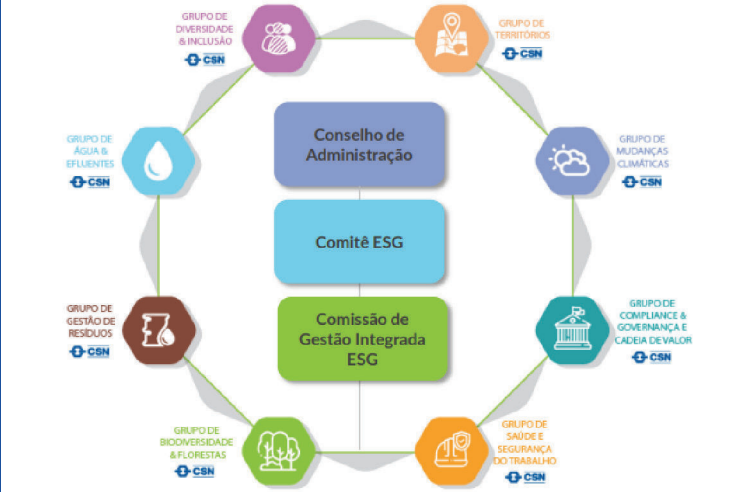 GRUPO DE
DIVERSIDADE
& INCLUSÃO
CSN
GRUPO DE
TERRITÓRIOS
CSN
Conselho de
Administração
GRUPO DE
ÁGUA &
EFLUENTES
CSN
GRUPO DE
MUDANÇAS
CLIMÁTICAS
CSN
Comitê ESG
Comissão de
Gestão Integrada
ESG
GRUPO DE
GESTÃO DE
RESÍDUOS
CSN
GRUPO DE
COMPLIANCE &
GOVERNANÇA E
CADEIA DE VALOR
CSN
GRUPO DE
BIODIVERSIDADE
& FLORESTAS
CSN
GRUPO DE
SAÚDE E
SEGURANÇA
DO TRABALHO
CSN